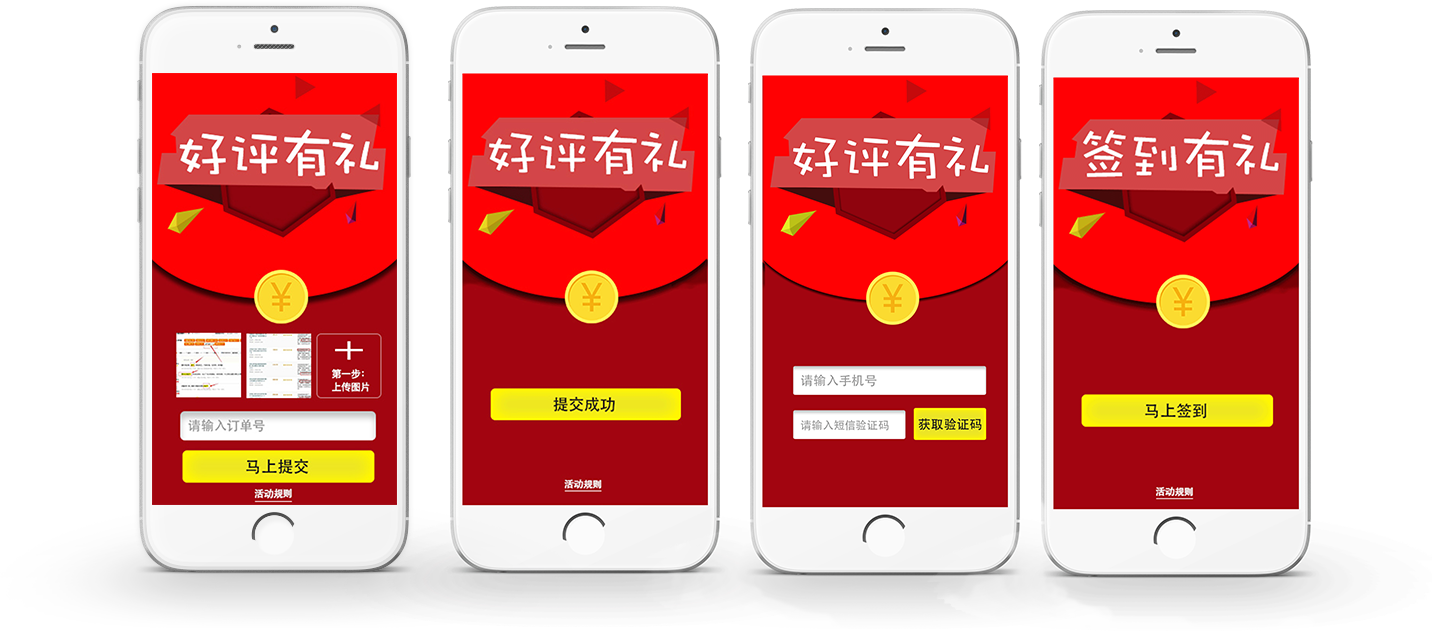 好评有礼
¥
第一步：
上传图片
请输入订单号
马上提交
活动规则
好评有礼
¥
提交成功
活动规则
好评有礼
¥
请输入手机号
请输入短信验证码
获取验证码
签到有礼
¥
马上签到
活动规则